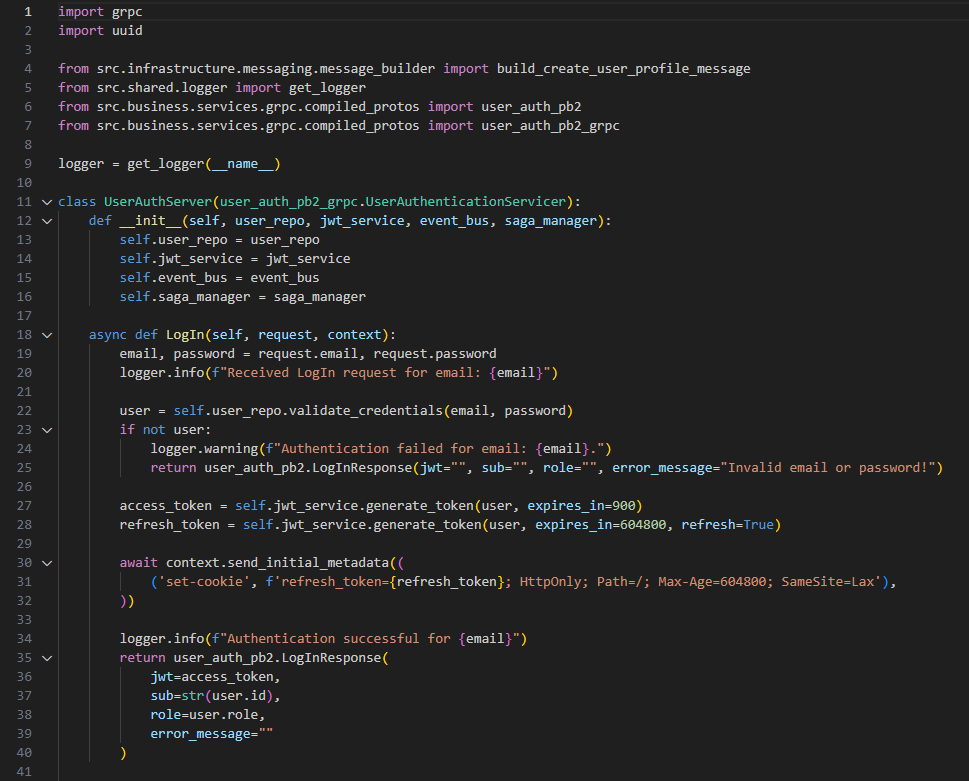 1 import grpc
2 import uuid
3
4 from src.infrastructure.messaging.message_builder import build_create_user_profile_message
5 from src.shared.logger import get_logger
6 from src.business.services.grpc.compiled_protos import user_auth_pb2
7 from src.business.services.grpc.compiled_protos import user_auth_pb2_grpc
8
9 logger = get_logger(__name__)
10
11 class UserAuthServer(user_auth_pb2_grpc.UserAuthenticationServicer):
12     def __init__(self, user_repo, jwt_service, event_bus, saga_manager):
13         self.user_repo = user_repo
14         self.jwt_service = jwt_service
15         self.event_bus = event_bus
16         self.saga_manager = saga_manager
17
18     async def LogIn(self, request, context):
19         email, password = request.email, request.password
20         logger.info(f"Received LogIn request for email: {email}")
21
22         user = self.user_repo.validate_credentials(email, password)
23         if not user:
24             logger.warning(f"Authentication failed for email: {email}.")
25             return user_auth_pb2.LogInResponse(jwt="", sub="", role="", error_message="Invalid email or password!")
26
27         access_token = self.jwt_service.generate_token(user, expires_in=900)
28         refresh_token = self.jwt_service.generate_token(user, expires_in=604800, refresh=True)
29
30         await context.send_initial_metadata((
31             ('set-cookie', f'refresh_token={refresh_token}; HttpOnly; Path=/; Max-Age=604800; SameSite=Lax'),
32         ))
33
34         logger.info(f"Authentication successful for {email}")
35         return user_auth_pb2.LogInResponse(
36             jwt=access_token,
37             sub=str(user.id),
38             role=user.role,
39             error_message=""
40         )
41